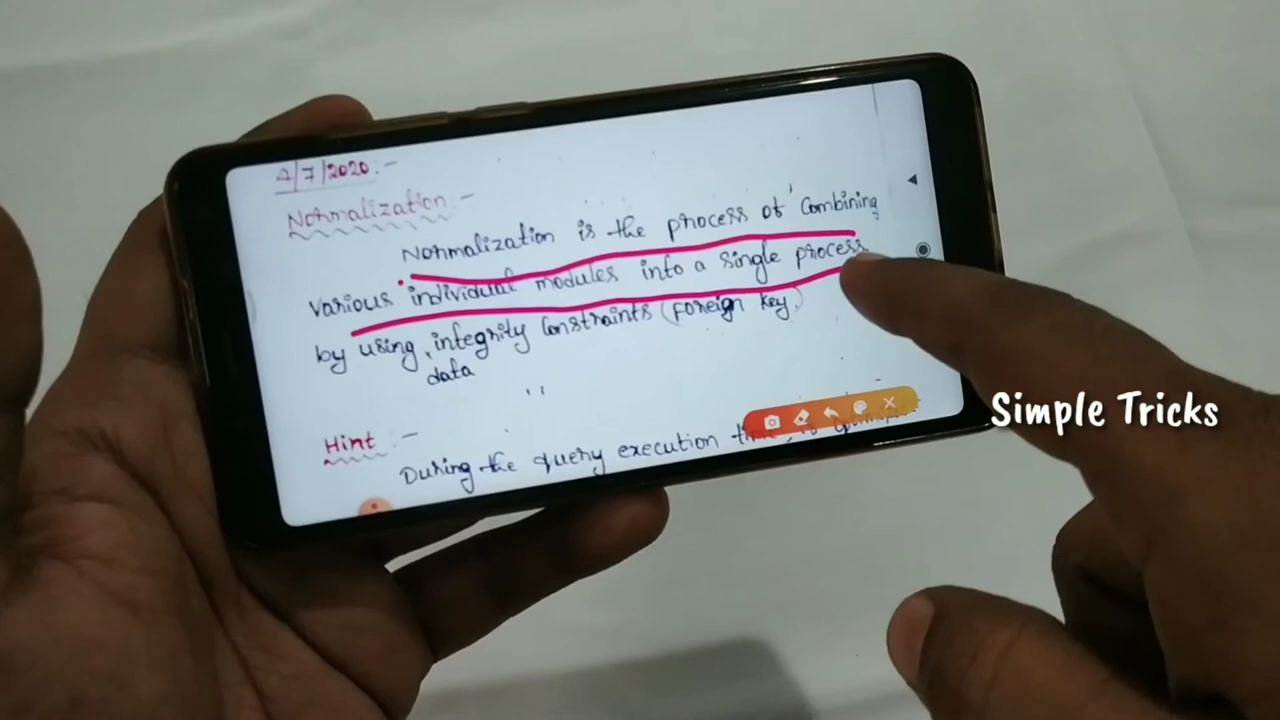 4/7/2020.-
Normalization :-
Normalization is the process of Combining
various individual modules into a single process
by using integrity Constraints (foreign key)
data
Hint :-
During the query execution
Simple Tricks